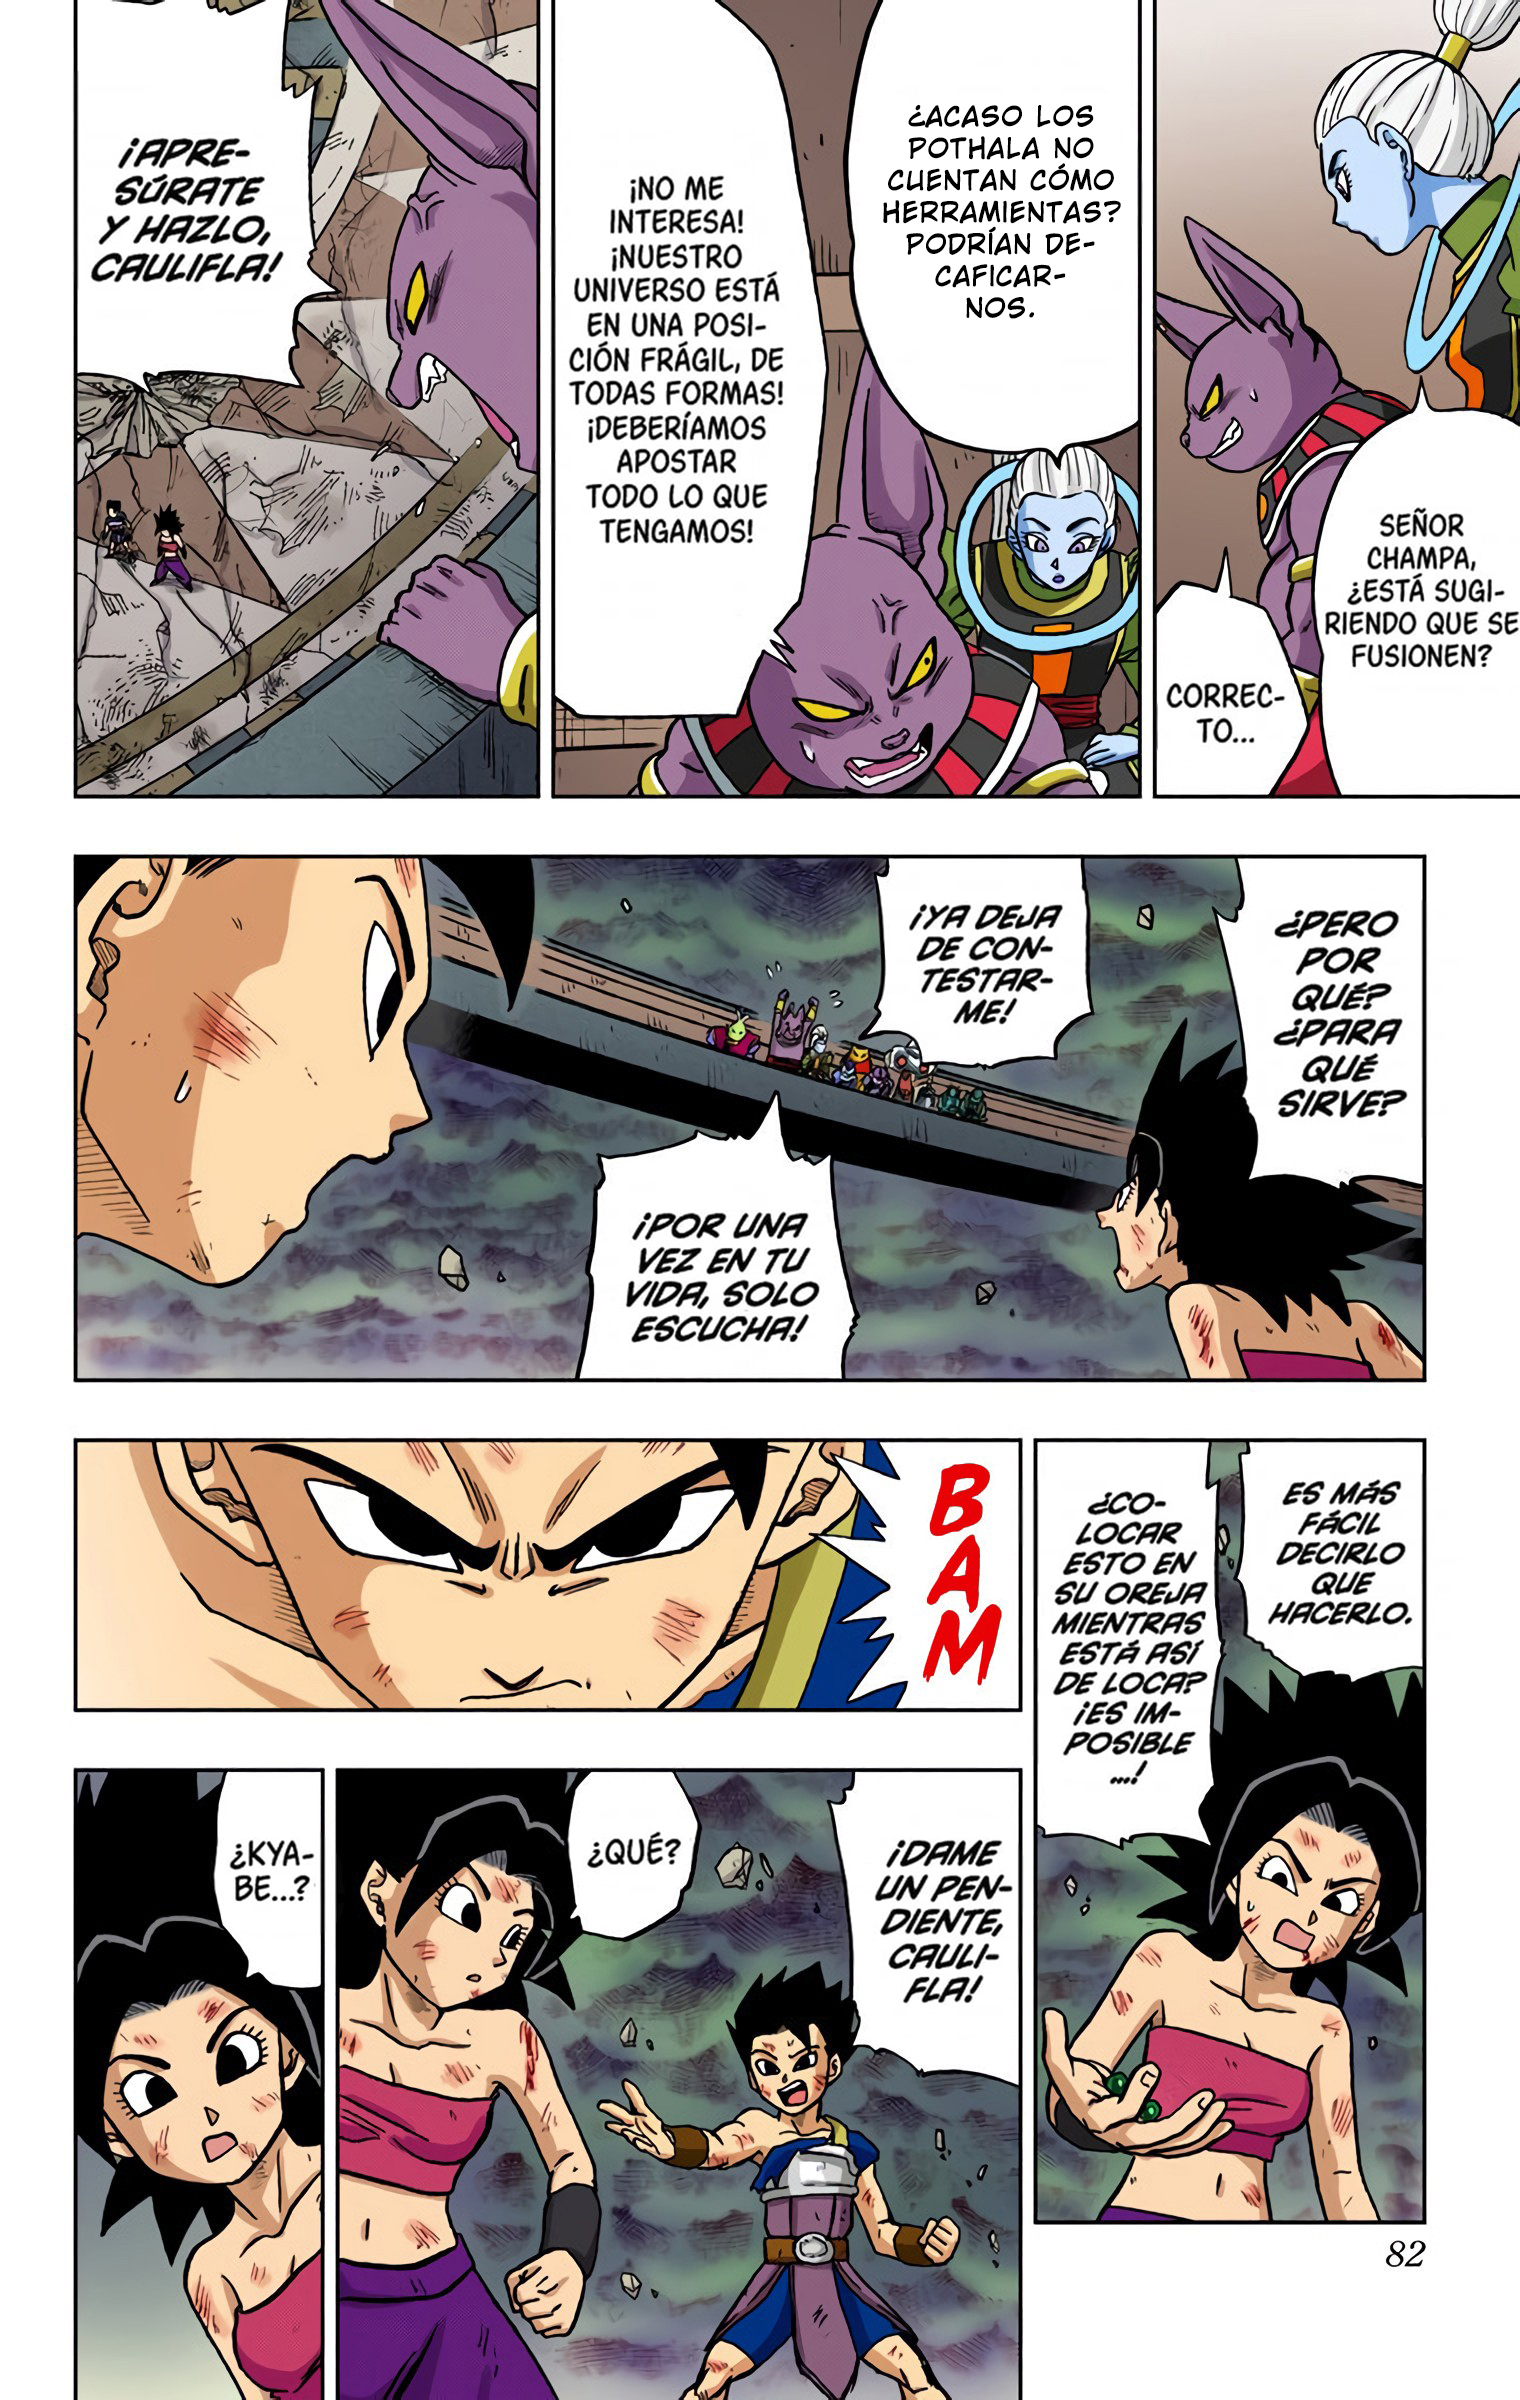 SEÑOR
CHAMPA,
¿ESTÁ SUGI-
RIENDO QUE SE
FUSIONEN?
CORREC-
TO...
¿ACASO LOS
POTHALA NO
CUENTAN CÓMO
HERRAMIENTAS?
PODRÍAN DE-
CAFICAR-
NOS.
¡NO ME
INTERESA!
¡NUESTRO
UNIVERSO ESTÁ
EN UNA POSI-
CIÓN FRÁGIL, DE
TODAS FORMAS!
¡DEBERÍAMOS
APOSTAR
TODO LO QUE
TENGAMOS!
¡APRE-
SÚRATE
Y HAZLO,
CAULIFLA!
¿PERO
POR
QUÉ?
¿PARA
QUÉ
SIRVE?
¡YA DEJA
DE CON-
TESTAR-
ME!
¡POR UNA
VEZ EN TU
VIDA, SOLO
ESCUCHA!
ES MÁS
FÁCIL
DECIRLO
QUE
HACERLO.
¿CO-
LOCAR
ESTO EN
SU OREJA
MIENTRAS
ESTÁ ASÍ
DE LOCA?
¡ES IM-
POSIBLE
...!
BAM
¡DAME
UN PEN-
DIENTE,
CAULI-
FLA!
¿QUÉ?
¿KYA-
BE...?
82